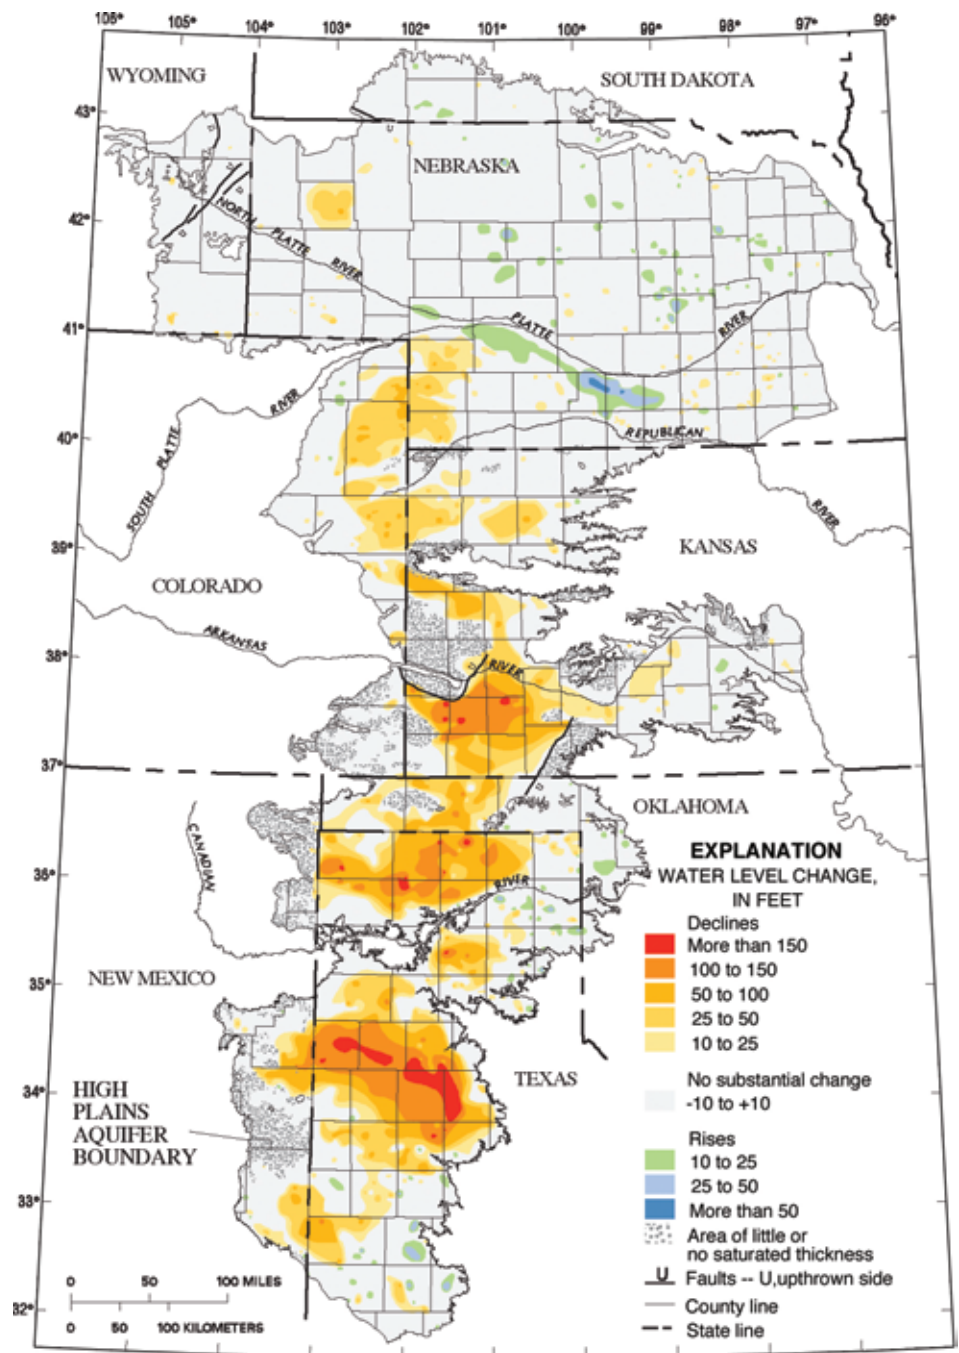 106°
105°
104°
103°
102°
101°
100°
99°
98°
97°
96°
WYOMING
SOUTH DAKOTA
43°
U
NEBRASKA
42°
NORTH
PLATTE
RIVER
41°
PLATTE
RIVER
RIVER
SOUTH PLATTE
40°
REPUBLICAN
RIVER
39°
KANSAS
COLORADO
ARKANSAS
38°
RIVER
37°
OKLAHOMA
CANADIAN
RIVER
36°
35°
NEW MEXICO
TEXAS
34°
HIGH
PLAINS
AQUIFER
BOUNDARY
33°
32°
0 50 100 MILES
0 50 100 KILOMETERS
EXPLANATION
WATER LEVEL CHANGE,
IN FEET
Declines
More than 150
100 to 150
50 to 100
25 to 50
10 to 25
No substantial change
-10 to +10
Rises
10 to 25
25 to 50
More than 50
Area of little or
no saturated thickness
U
Faults -- U,upthrown side
County line
State line